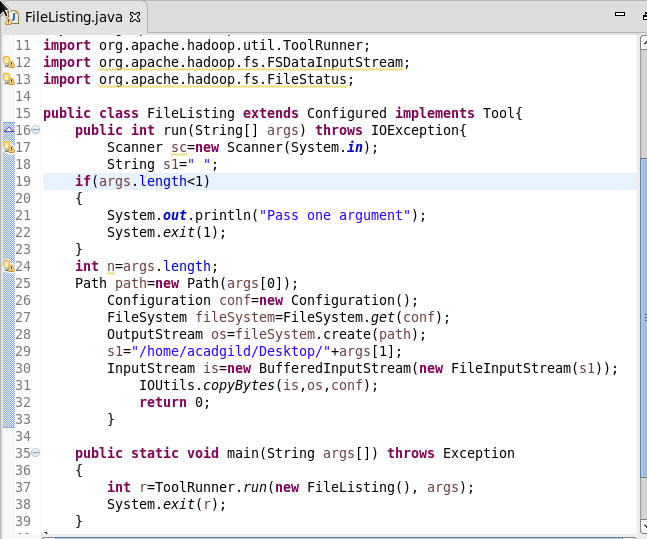 FileListing.java
11 import org.apache.hadoop.util.ToolRunner;
12 import org.apache.hadoop.fs.FSDataInputStream;
13 import org.apache.hadoop.fs.FileStatus;
14
15 public class FileListing extends Configured implements Tool{
16 public int run(String[] args) throws IOException{
17 Scanner sc=new Scanner(System.in);
18 String s1=" ";
19 if(args.length<1)
20 {
21 System.out.println("Pass one argument");
22 System.exit(1);
23 }
24 int n=args.length;
25 Path path=new Path(args[0]);
26 Configuration conf=new Configuration();
27 FileSystem fileSystem=FileSystem.get(conf);
28 OutputStream os=fileSystem.create(path);
29 s1="/home/acadgild/Desktop/"+args[1];
30 InputStream is=new BufferedInputStream(new FileInputStream(s1));
31 IOUtils.copyBytes(is,os,conf);
32 return 0;
33 }
34
35 public static void main(String args[]) throws Exception
36 {
37 int r=ToolRunner.run(new FileListing(), args);
38 System.exit(r);
39 }